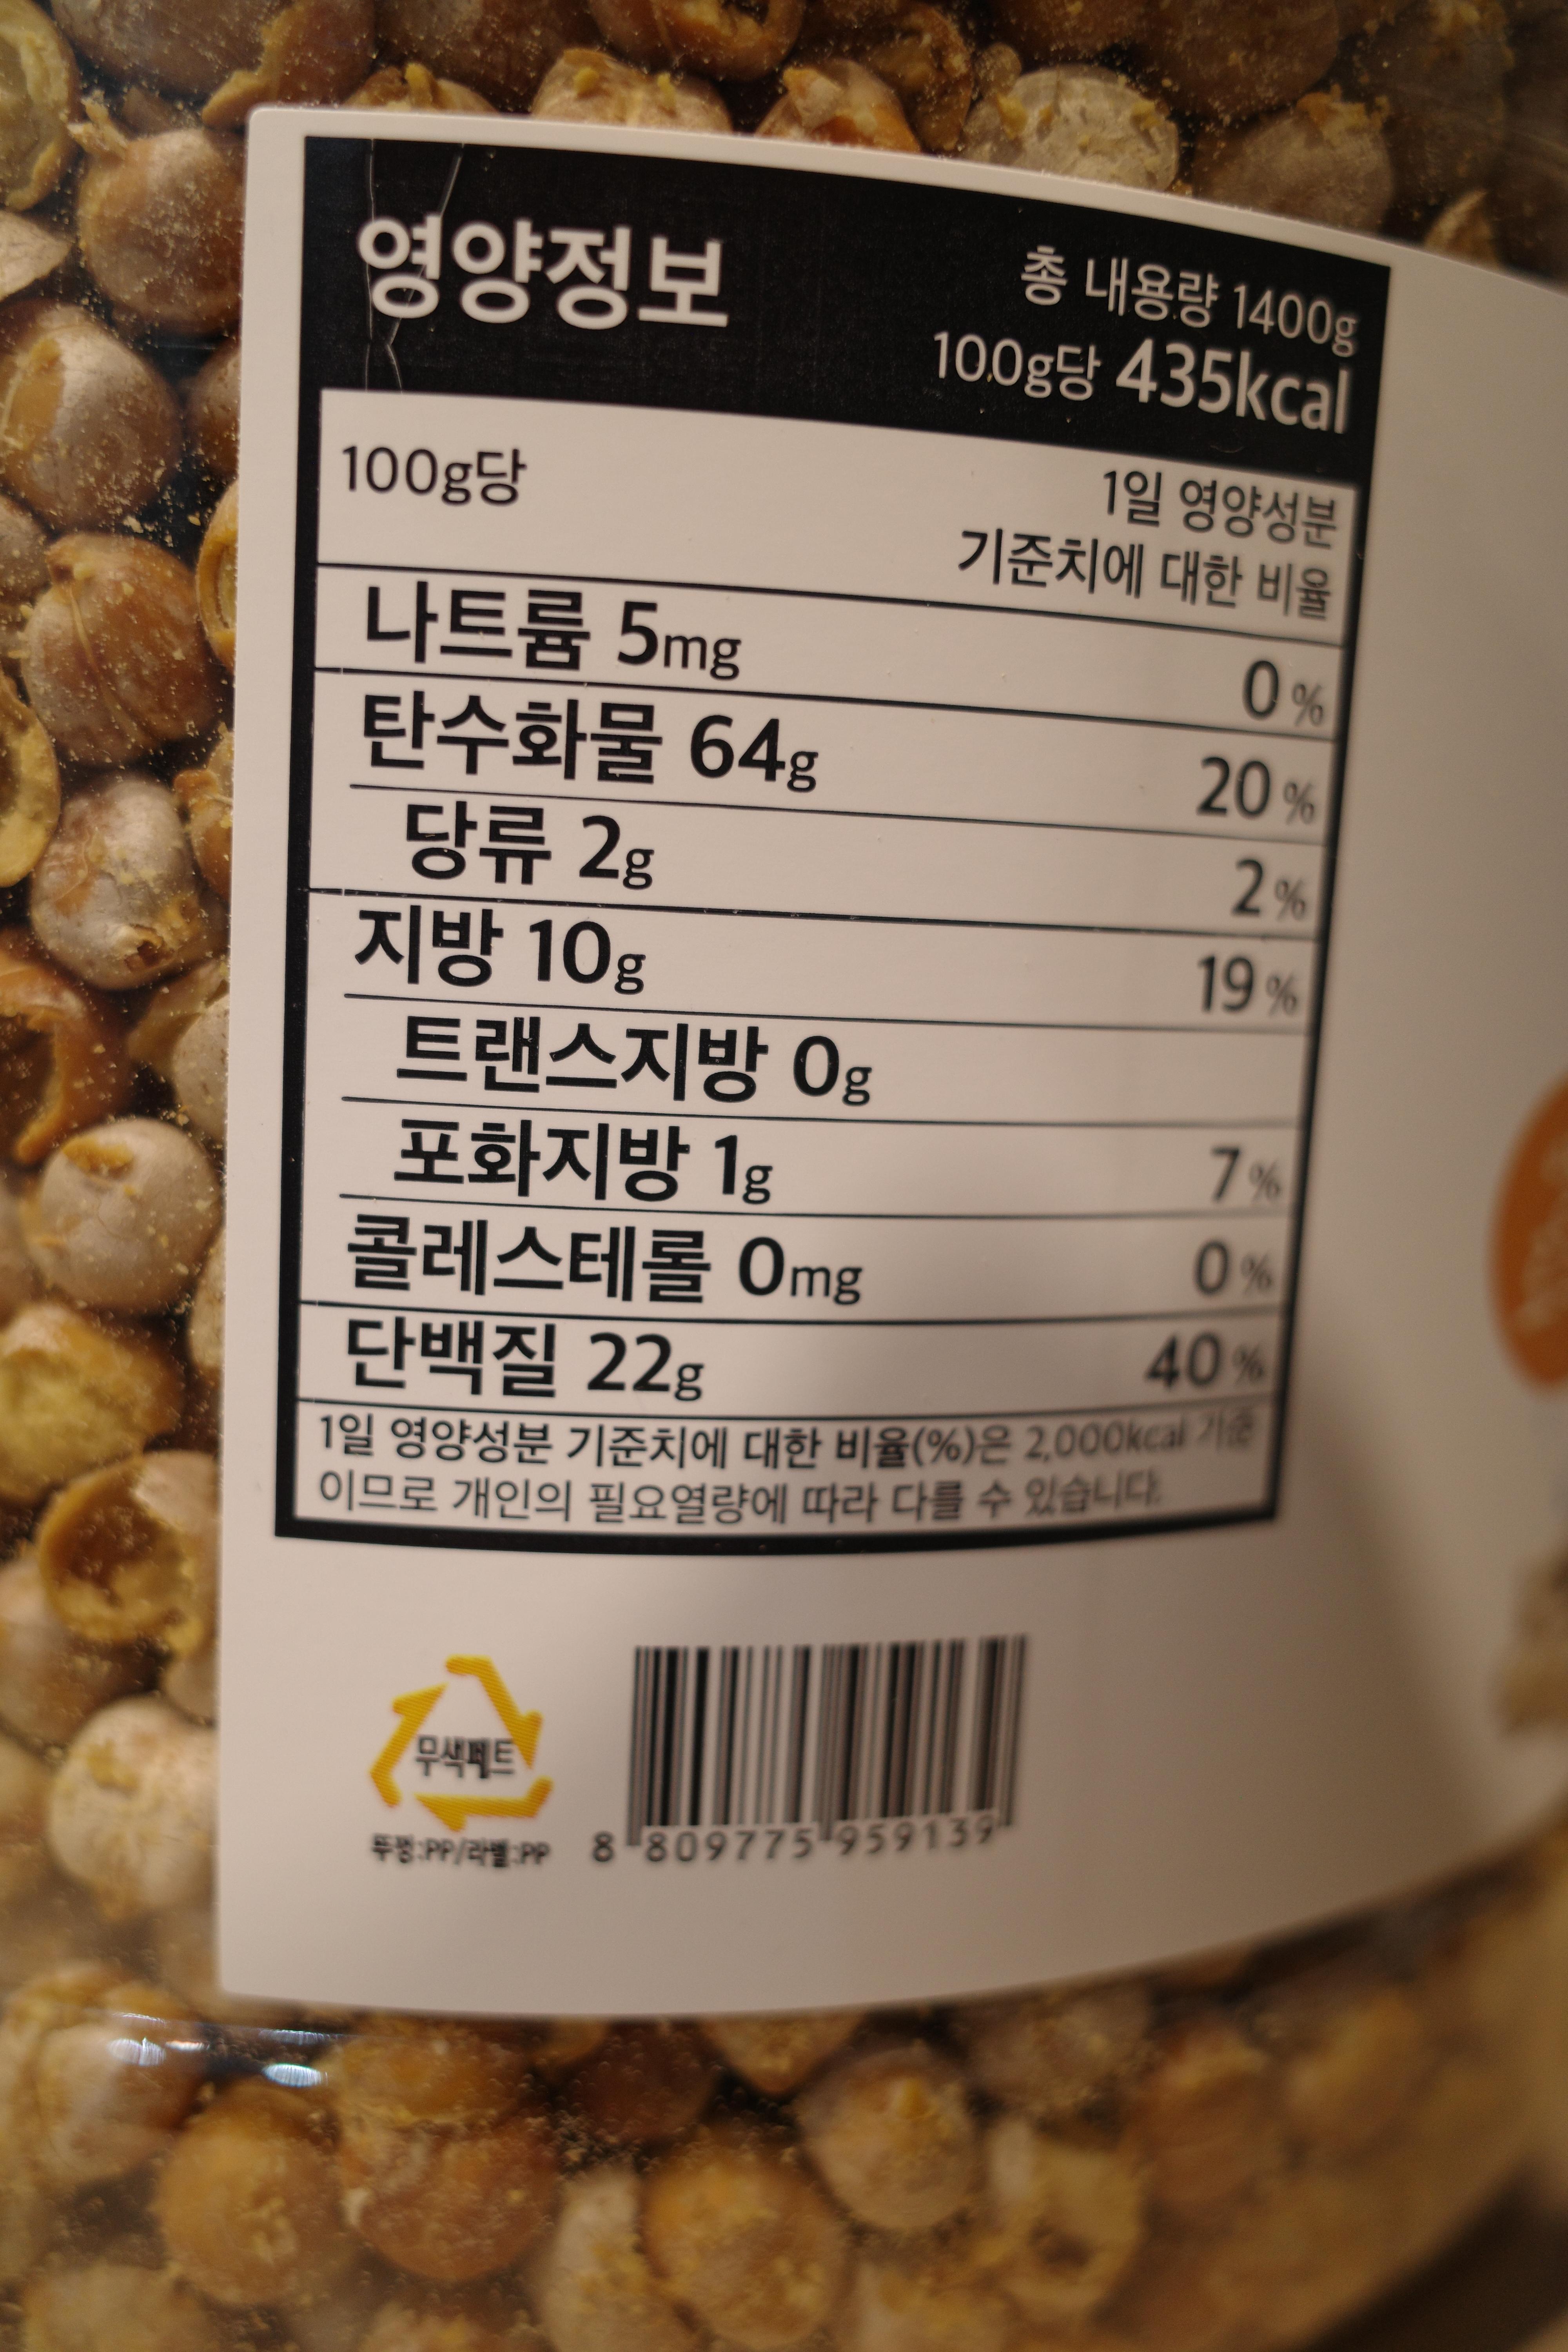 영양정보
총 내용량 1400g
100g당 435kcal
100g당
1일 영양성분
기준치에 대한 비율
나트륨 5mg 0 %
탄수화물 64g 20 %
당류 2g 2 %
지방 10g 19 %
트랜스지방 0g
포화지방 1g 7 %
콜레스테롤 0mg 0 %
단백질 22g 40 %
1일 영양성분 기준치에 대한 비율(%)은 2,000kcal 기준
이므로 개인의 필요열량에 따라 다를 수 있습니다.
무색페트
뚜껑:PP/라벨:PP
8 809775 959139